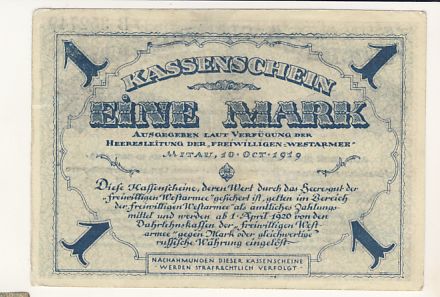 1 KASSENSCHEIN 1
EINE MARK
AUSGEGEBEN LAUT VERFÜGUNG DER
HEERESLEITUNG DER „FREIWILLIGEN WESTARMEE"
MITAU, 10·OCT·1919
Diese Kassenscheine, deren Wert durch das Heeresgut der
„freiwilligen Westarmee" gesichert ist, gelten im Bereich
der freiwilligen Westarmee als amtliches Zahlungs-
mittel und werden ab 1·April 1920 von den
Darlehnskassen der „freiwilligen West-
armee" gegen Mark oder gleichwertige
russische Währung eingelöst·
1 1
NACHAHMUNGEN DIESER KASSENSCHEINE
WERDEN STRAFRECHTLICH VERFOLGT·